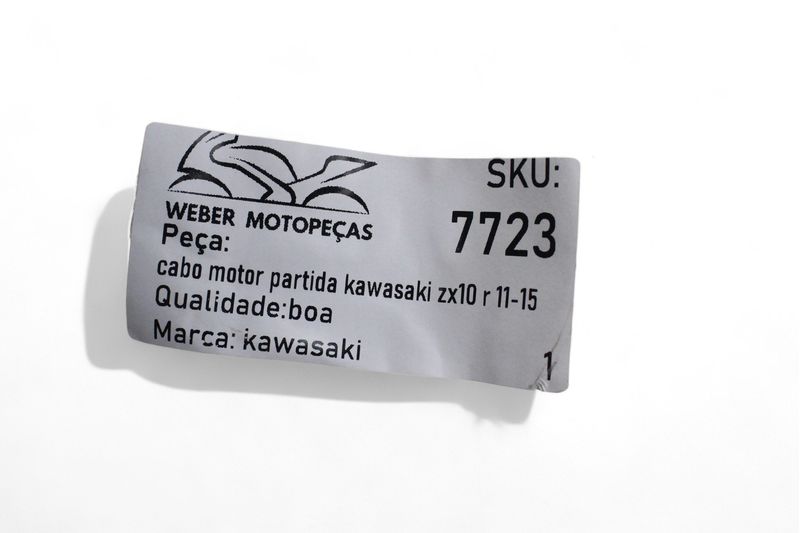 WEBER MOTOPEÇAS
SKU:
7723
Peça:
cabo motor partida kawasaki zx10 r 11-15
Qualidade:boa
Marca: kawasaki
1